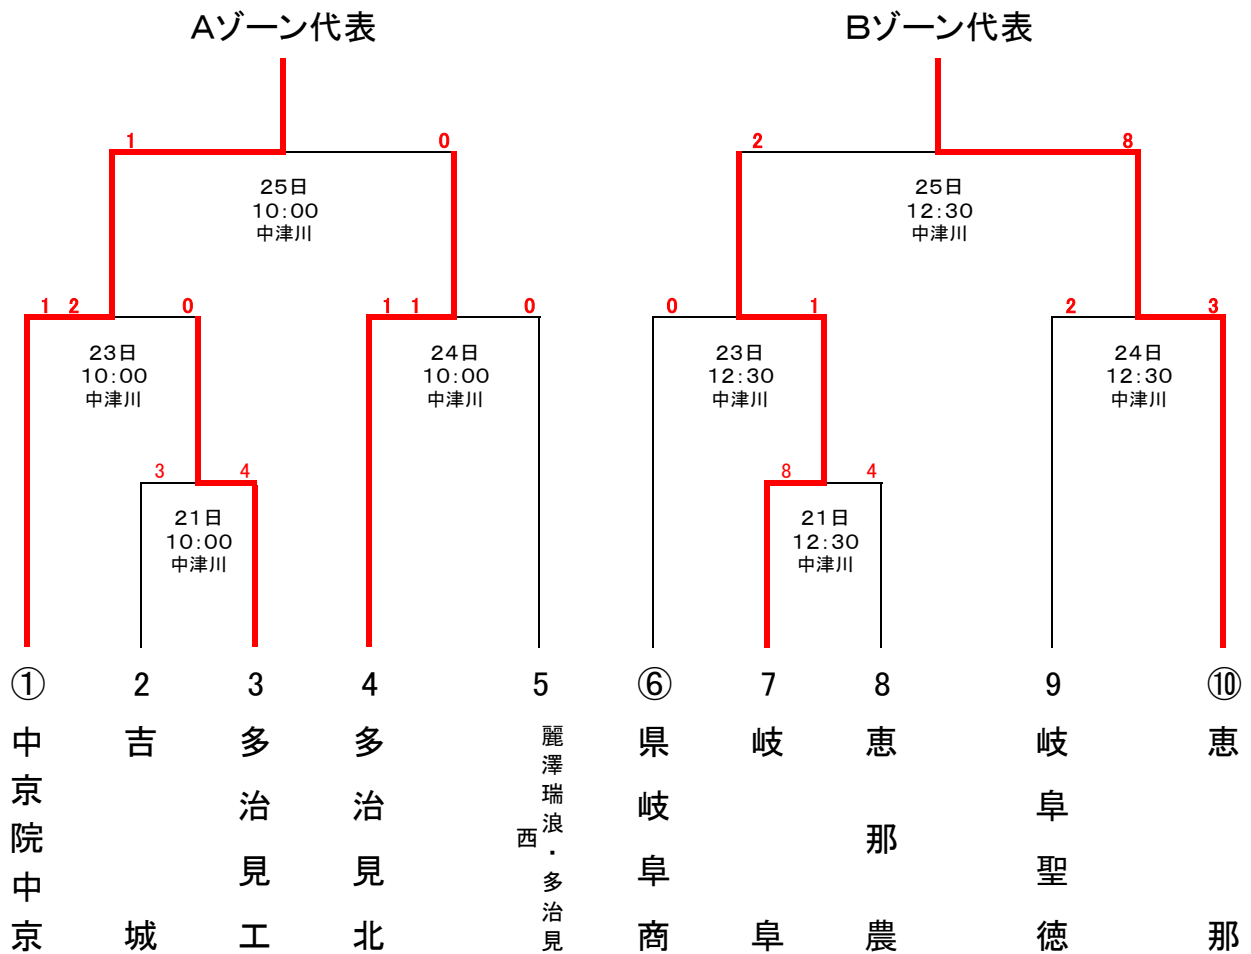 Aゾーン代表
Bゾーン代表
1
0
2
8
25日
10:00
中津川
25日
12:30
中津川
12
0
11
0
0
1
2
3
23日
10:00
中津川
24日
10:00
中津川
23日
12:30
中津川
24日
12:30
中津川
3
4
8
4
21日
10:00
中津川
21日
12:30
中津川
①
2
3
4
5
⑥
7
8
9
⑩
中京院中京
吉城
多治見工
多治見北
麗澤瑞浪・多治見
西
県岐阜商
岐阜
恵那農
岐阜聖徳
恵那